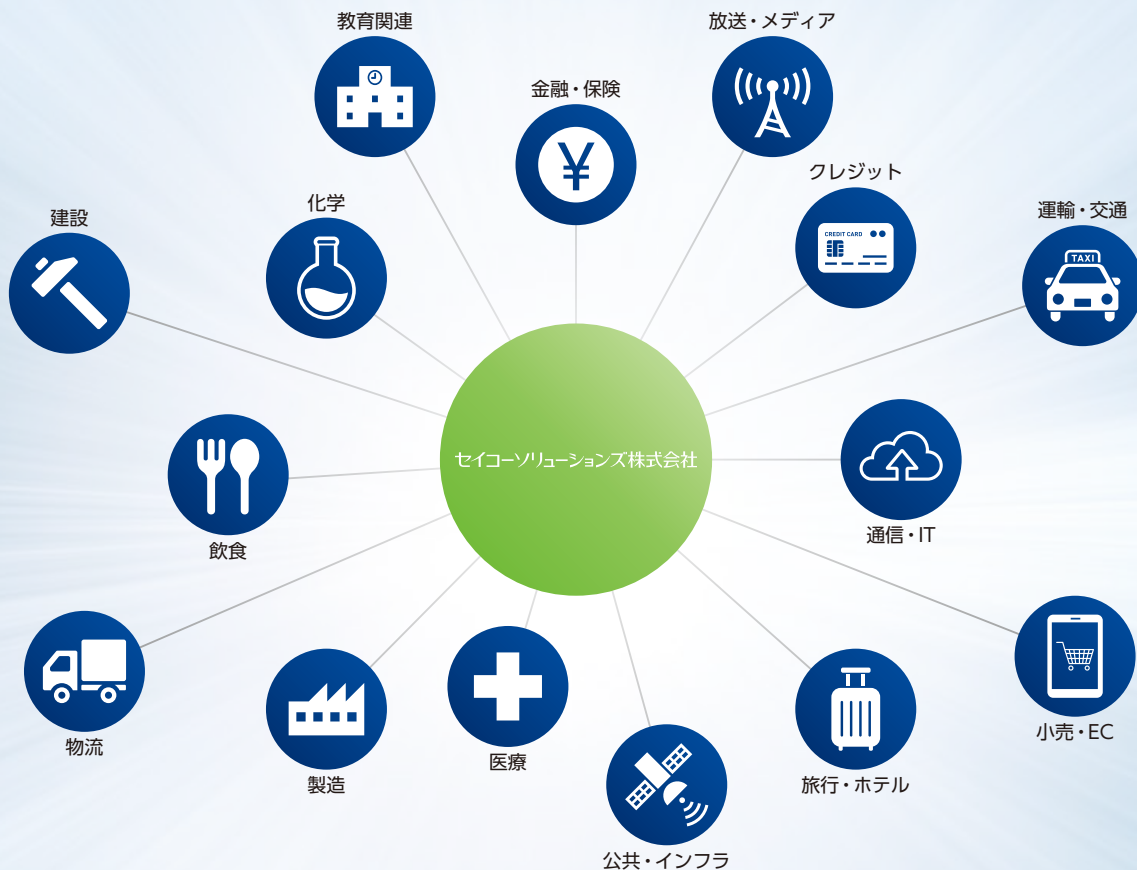 教育関連
放送・メディア
金融・保険
クレジット
CREDIT CARD
化学
建設
運輸・交通
TAXI
セイコーソリューションズ株式会社
飲食
通信・IT
物流
製造
医療
旅行・ホテル
小売・EC
公共・インフラ
¥